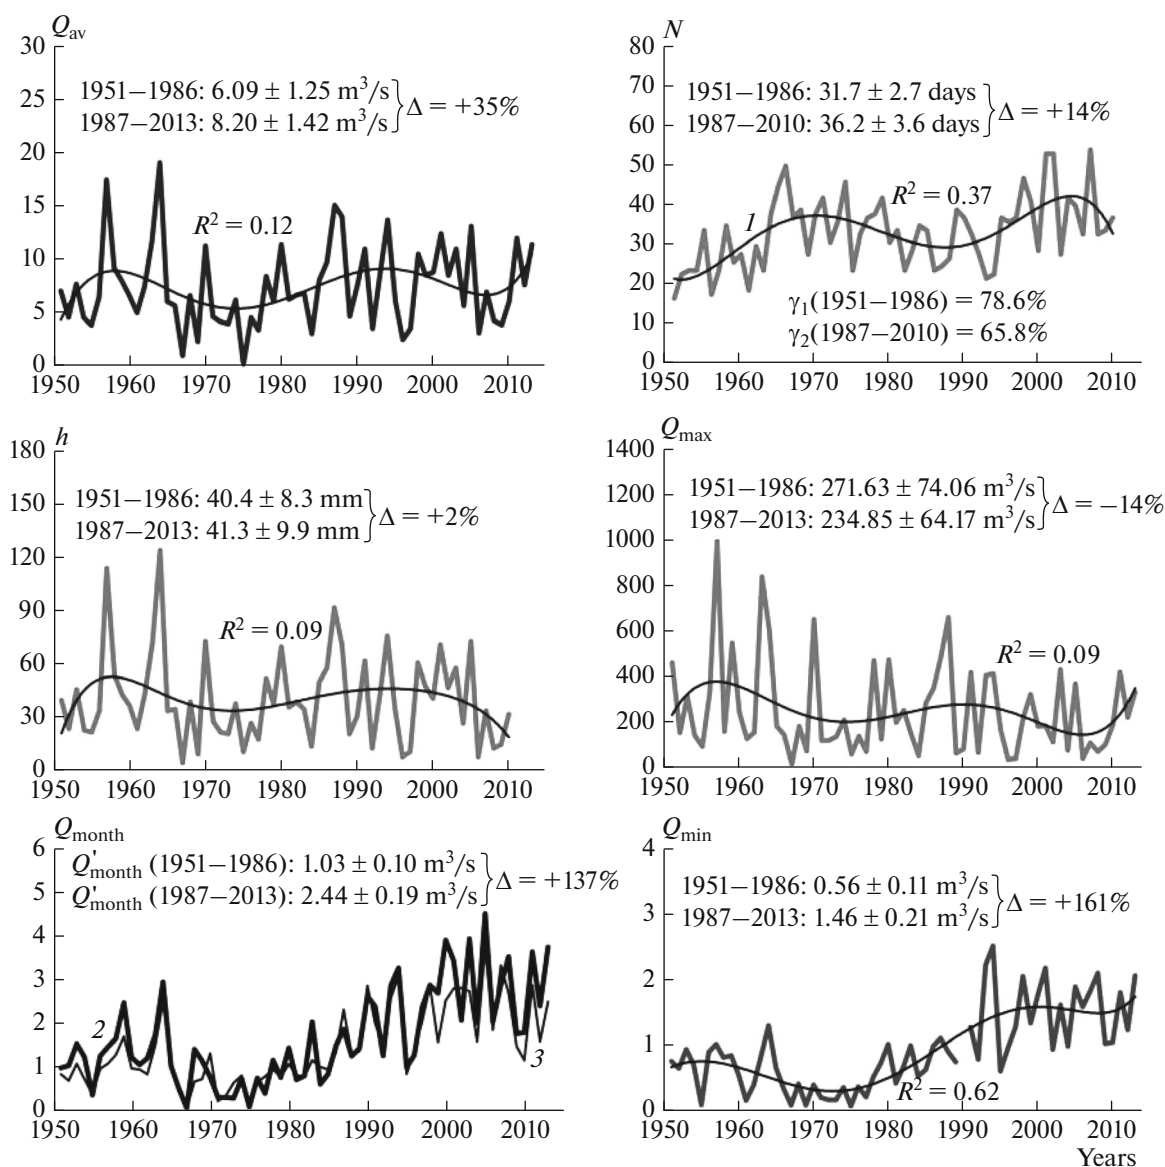 Q_av
30
25
20
15
10
5
0
1951–1986: 6.09 ± 1.25 m³/s
1987–2013: 8.20 ± 1.42 m³/s
Δ = +35%
R² = 0.12
1950 1960 1970 1980 1990 2000 2010
N
80
70
60
50
40
30
20
10
0
1951–1986: 31.7 ± 2.7 days
1987–2010: 36.2 ± 3.6 days
Δ = +14%
R² = 0.37
1
γ₁(1951–1986) = 78.6%
γ₂(1987–2010) = 65.8%
1950 1960 1970 1980 1990 2000 2010
h
180
150
120
90
60
30
0
1951–1986: 40.4 ± 8.3 mm
1987–2013: 41.3 ± 9.9 mm
Δ = +2%
R² = 0.09
1950 1960 1970 1980 1990 2000 2010
Q_max
1400
1200
1000
800
600
400
200
0
1951–1986: 271.63 ± 74.06 m³/s
1987–2013: 234.85 ± 64.17 m³/s
Δ = –14%
R² = 0.09
1950 1960 1970 1980 1990 2000 2010
Q_month
6
5
4
3
2
1
0
Q'_month (1951–1986): 1.03 ± 0.10 m³/s
Q'_month (1987–2013): 2.44 ± 0.19 m³/s
Δ = +137%
2
3
1950 1960 1970 1980 1990 2000 2010
Q_min
4
3
2
1
0
1951–1986: 0.56 ± 0.11 m³/s
1987–2013: 1.46 ± 0.21 m³/s
Δ = +161%
R² = 0.62
1950 1960 1970 1980 1990 2000 2010
Years